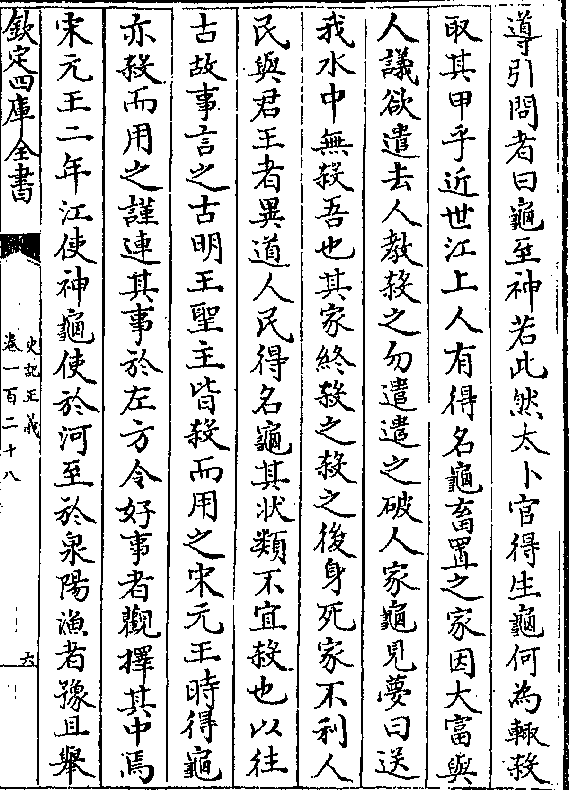 導引問者曰龜至神若此然太卜官得生龜何為輒殺
取其甲乎近世江上人有得名龜畜置之家因大富與
人議欲遣去人教殺之勿遣遣之破人家龜見夢曰送
我水中無殺吾也其家終殺之殺之後身死家不利人
民與君王者異道人民得名龜其状類不宜殺也以往
古故事言之古明王聖主皆殺而用之宋元王時得龜
亦殺而用之謹連其事於左方令好事者觀擇其中焉
宋元王二年江使神龜使於河至於泉陽漁者豫且舉
欽定四庫全書
史記正義
卷一百二十八
六